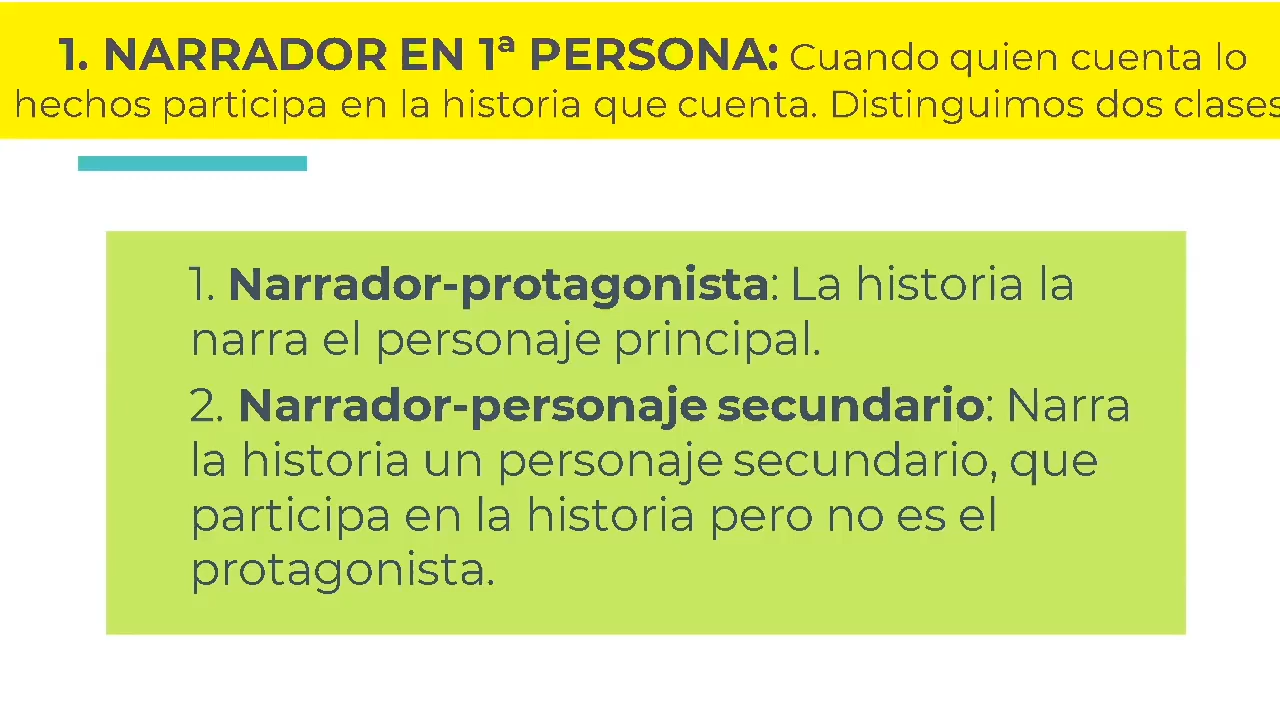 1. NARRADOR EN 1ª PERSONA: Cuando quien cuenta lo
hechos participa en la historia que cuenta. Distinguimos dos clases
1. Narrador-protagonista: La historia la
narra el personaje principal.
2. Narrador-personaje secundario: Narra
la historia un personaje secundario, que
participa en la historia pero no es el
protagonista.